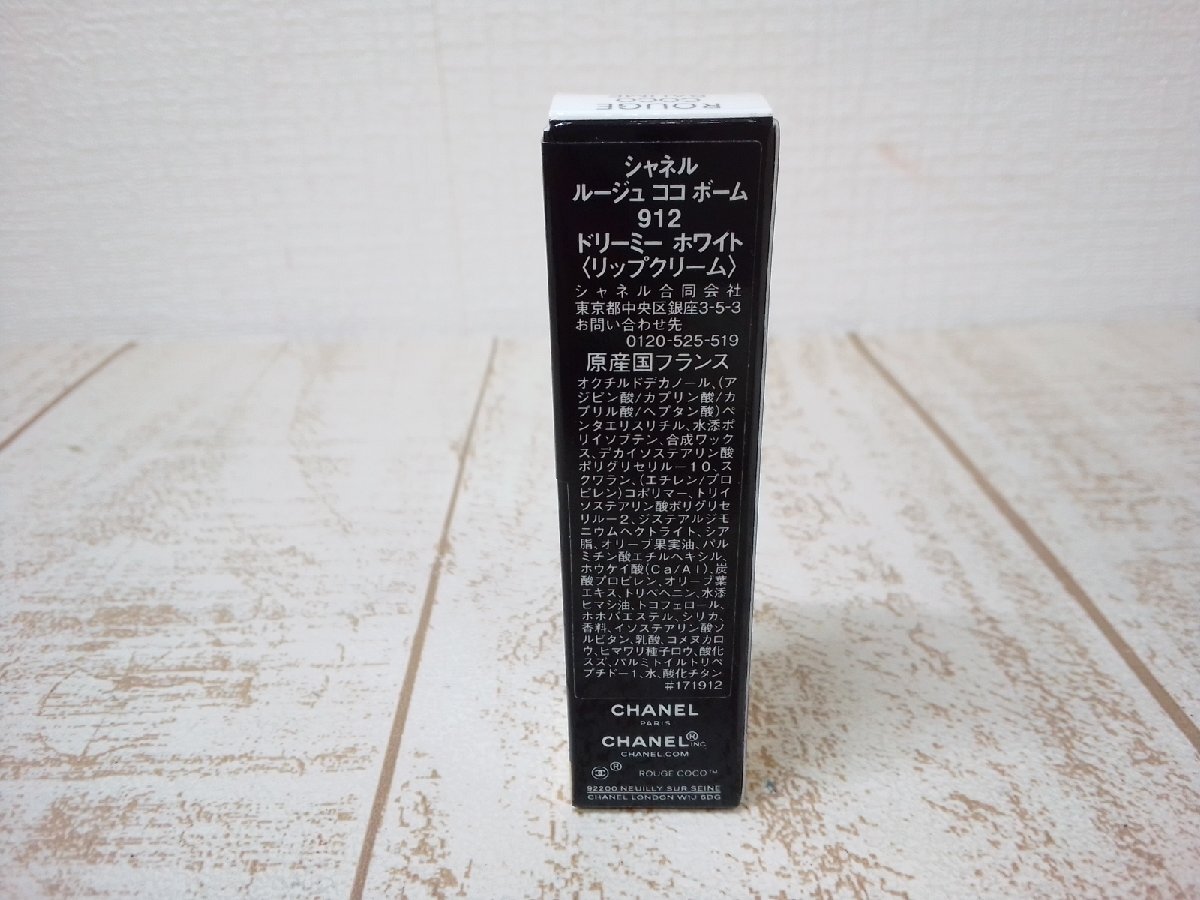 ROUGE
COCO
BAUME
シャネル
ルージュ ココ ボーム
912
ドリーミー ホワイト
〈リップクリーム〉
シャネル合同会社
東京都中央区銀座3-5-3
お問い合わせ先
0120-525-519
原産国フランス
オクチルドデカノール、(ア
ジピン酸/カプリン酸/カ
プリル酸/ヘプタン酸)ペ
ンタエリスリチル、水添ポ
リイソブテン、合成ワック
ス、デカイソステアリン酸
ポリグリセリル-10、ス
クワラン、(エチレン/プロ
ピレン)コポリマー、トリイ
ソステアリン酸ポリグリセ
リル-2、ジステアルジモ
ニウムヘクトライト、シア
脂、オリーブ果実油、パル
ミチン酸エチルヘキシル、
ホウケイ酸(Ca/Al)、炭
酸プロピレン、オリーブ葉
エキス、トリベヘニン、水添
ヒマシ油、トコフェロール、
ホホバエステル、シリカ、
香料、イソステアリン酸ソ
ルビタン、乳酸、コメヌカロ
ウ、ヒマワリ種子ロウ、酸化
スズ、パルミトイルトリペ
プチド-1、水、酸化チタン
#171912
CHANEL
PARIS
CHANEL® INC.
CHANEL.COM
® ROUGE COCO™
92200 NEUILLY SUR SEINE
CHANEL LONDON W1J 6DG